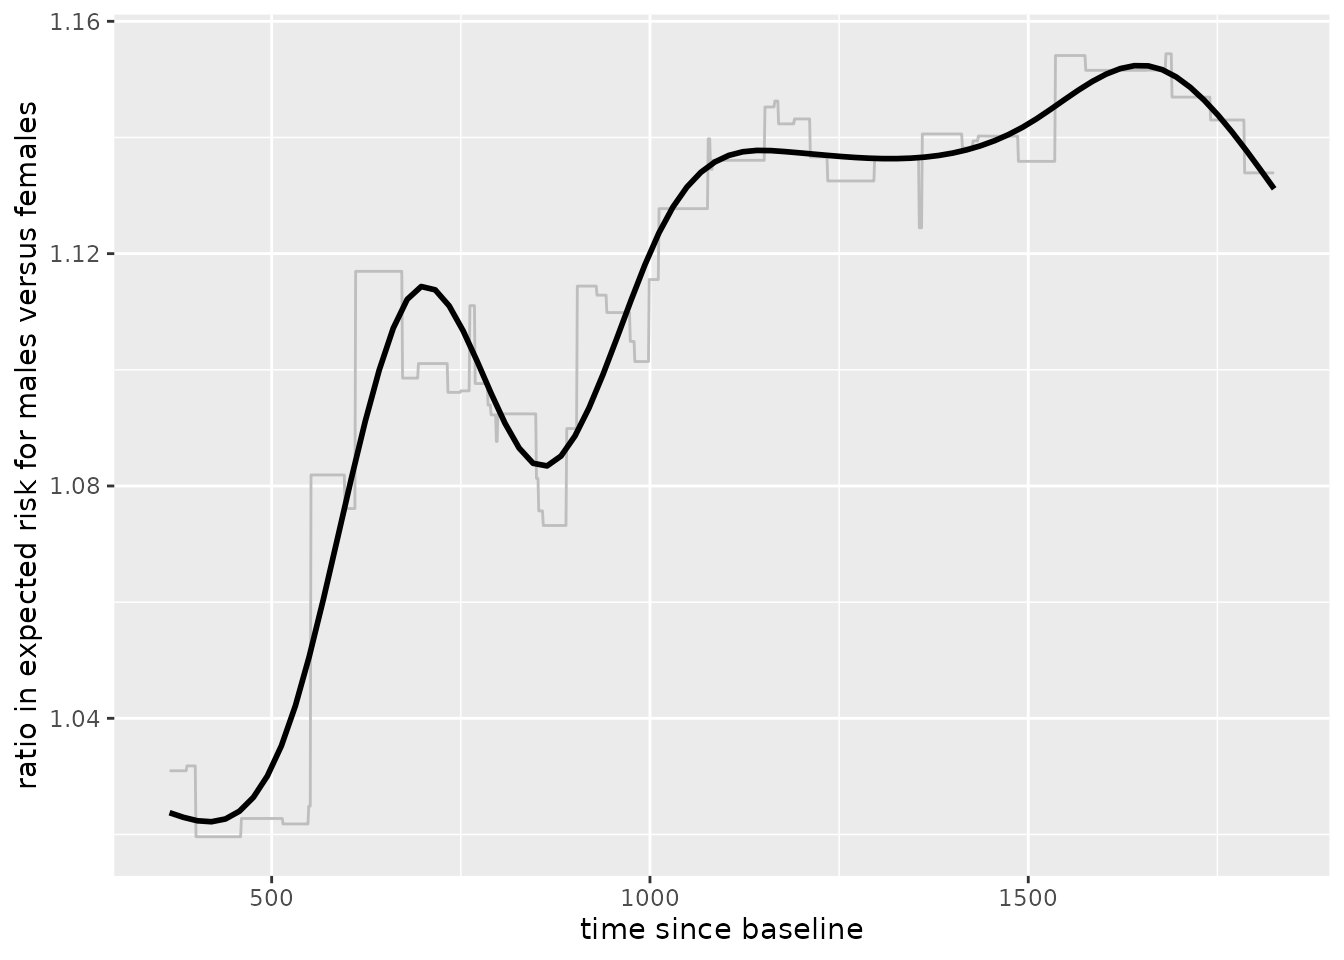 ratio in expected risk for males versus females
1.16
1.12
1.08
1.04
500 1000 1500
time since baseline